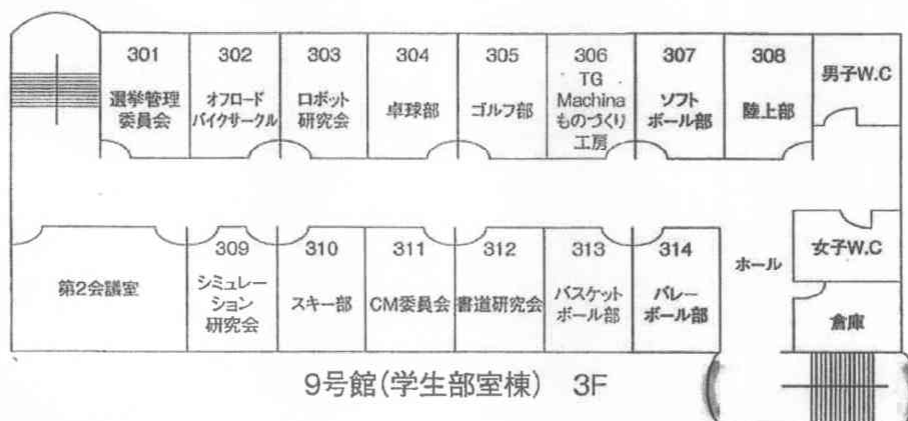 301
選挙管理
委員会
302
オフロード
バイクサークル
303
ロボット
研究会
304
卓球部
305
ゴルフ部
306
TG
Machina
ものづくり
工房
307
ソフト
ボール部
308
陸上部
男子W.C
第2会議室
309
シミュレー
ション
研究会
310
スキー部
311
CM委員会
312
書道研究会
313
バスケット
ボール部
314
バレー
ボール部
ホール
女子W.C
倉庫
9号館(学生部室棟) 3F